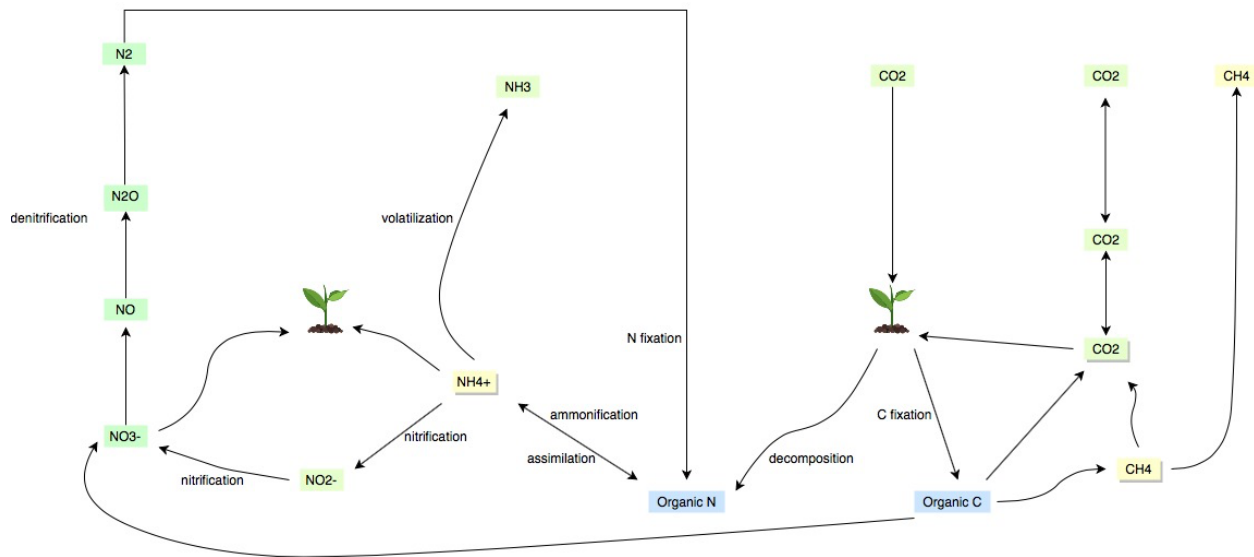 N2
NH3
CO2
CO2
CH4
N2O
denitrification
volatilization
CO2
NO
N fixation
CO2
NH4+
ammonification
C fixation
NO3-
nitrification
assimilation
decomposition
nitrification
NO2-
CH4
Organic N
Organic C